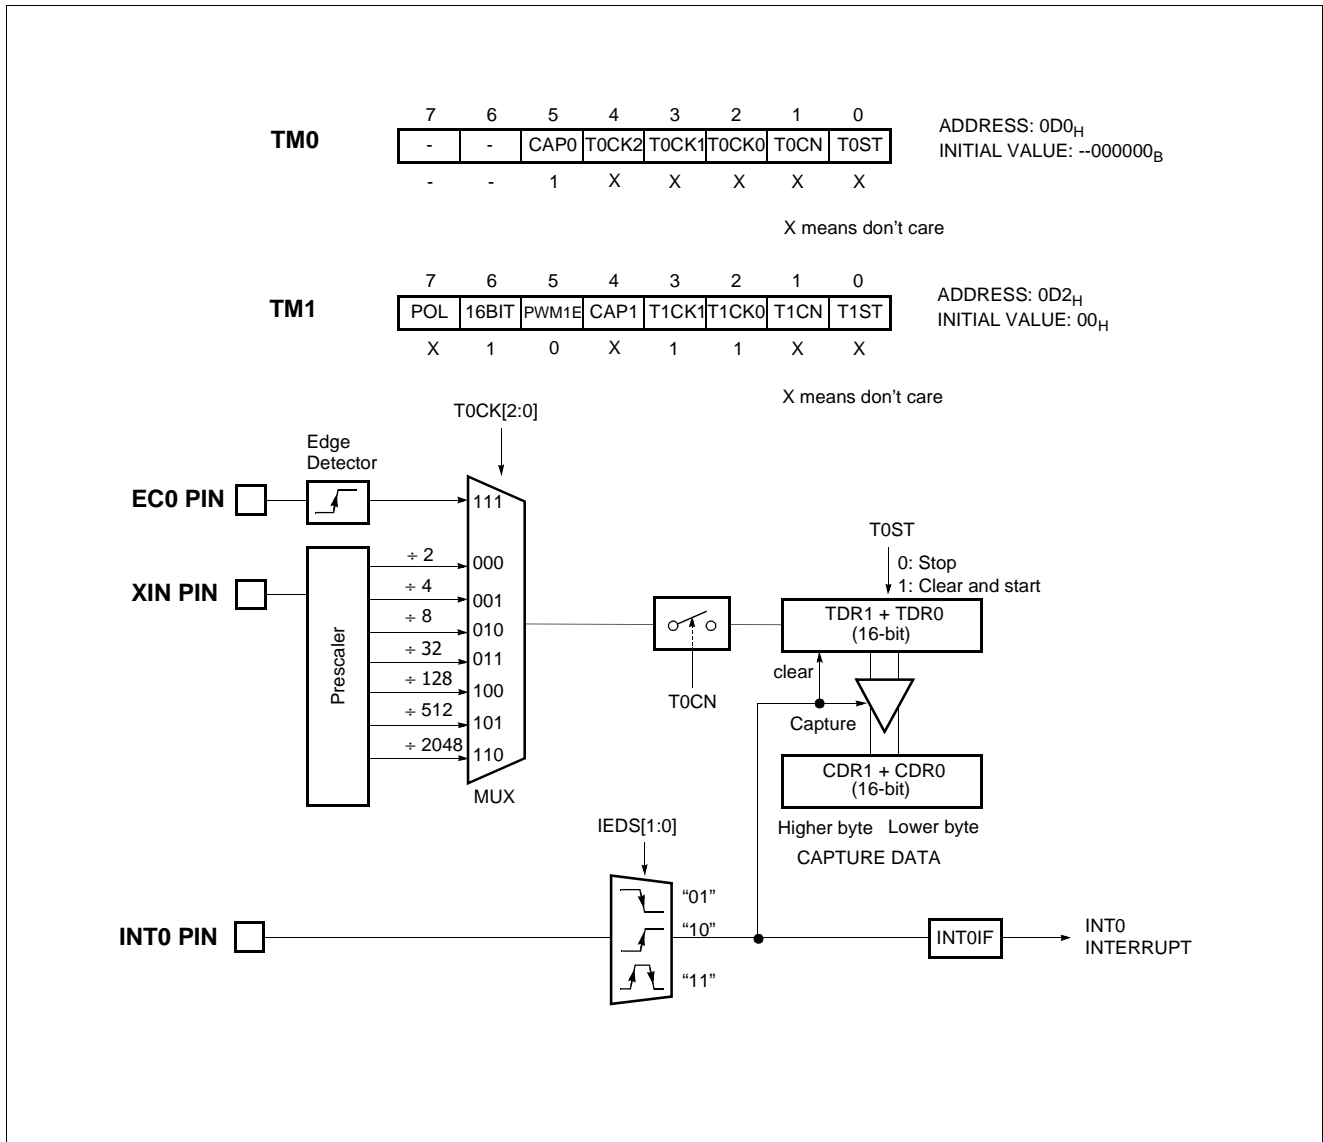 7 6 5 4 3 2 1 0
TM0 - - CAP0 T0CK2 T0CK1 T0CK0 T0CN T0ST
ADDRESS: 0D0H
INITIAL VALUE: --000000B
- - 1 X X X X X
X means don't care
7 6 5 4 3 2 1 0
TM1 POL 16BIT PWM1E CAP1 T1CK1 T1CK0 T1CN T1ST
ADDRESS: 0D2H
INITIAL VALUE: 00H
X 1 0 X 1 1 X X
X means don't care
T0CK[2:0]
Edge
Detector
EC0 PIN
111
XIN PIN
Prescaler
÷ 2 000
÷ 4 001
÷ 8 010
÷ 32 011
÷ 128 100
÷ 512 101
÷ 2048 110
MUX
T0CN
T0ST
0: Stop
1: Clear and start
TDR1 + TDR0
(16-bit)
clear
Capture
CDR1 + CDR0
(16-bit)
Higher byte Lower byte
CAPTURE DATA
IEDS[1:0]
“01”
“10”
“11”
INT0 PIN
INT0IF
INT0
INTERRUPT